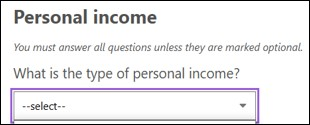 Personal income
You must answer all questions unless they are marked optional.
What is the type of personal income?
--select--